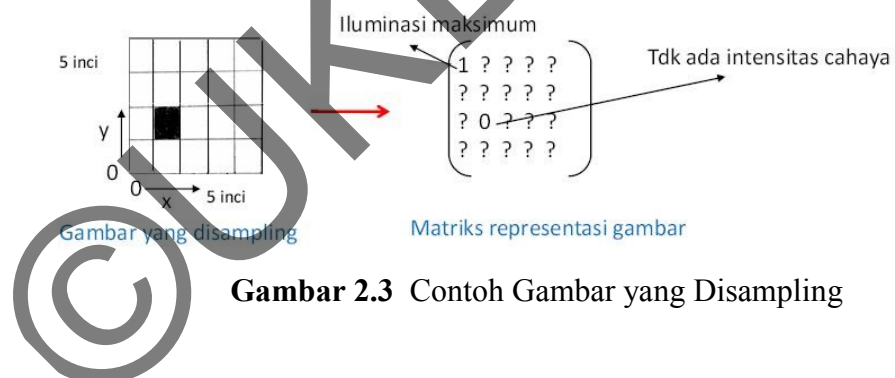 Iluminasi maksimum
5 inci
Tdk ada intensitas cahaya
1 ? ? ? ?
? ? ? ? ?
? 0 ? ? ?
? ? ? ? ?
y
0
0
x
5 inci
Gambar yang disampling
Matriks representasi gambar
Gambar 2.3 Contoh Gambar yang Disampling